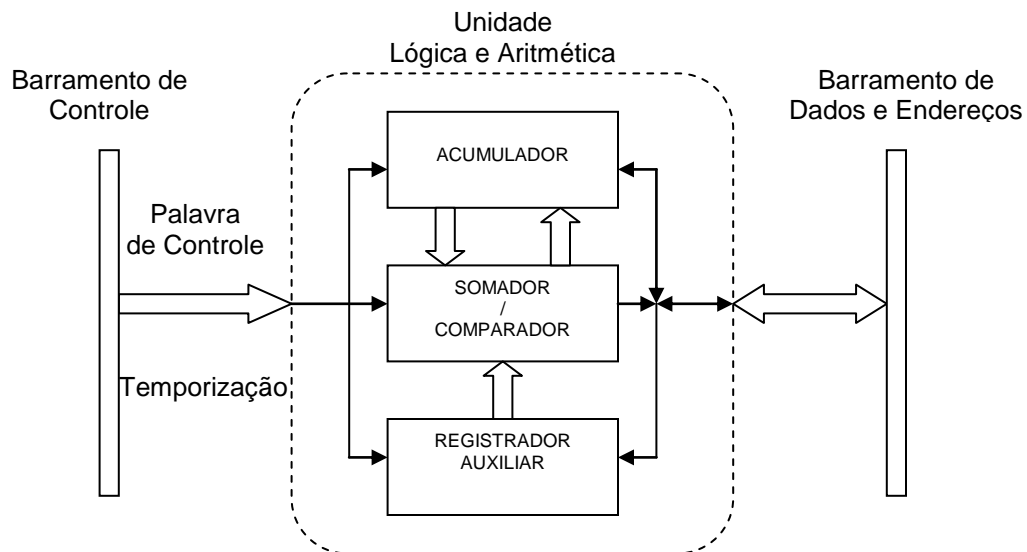 Unidade
Lógica e Aritmética
Barramento de
Controle
Barramento de
Dados e Endereços
ACUMULADOR
Palavra
de Controle
SOMADOR
/
COMPARADOR
Temporização
REGISTRADOR
AUXILIAR